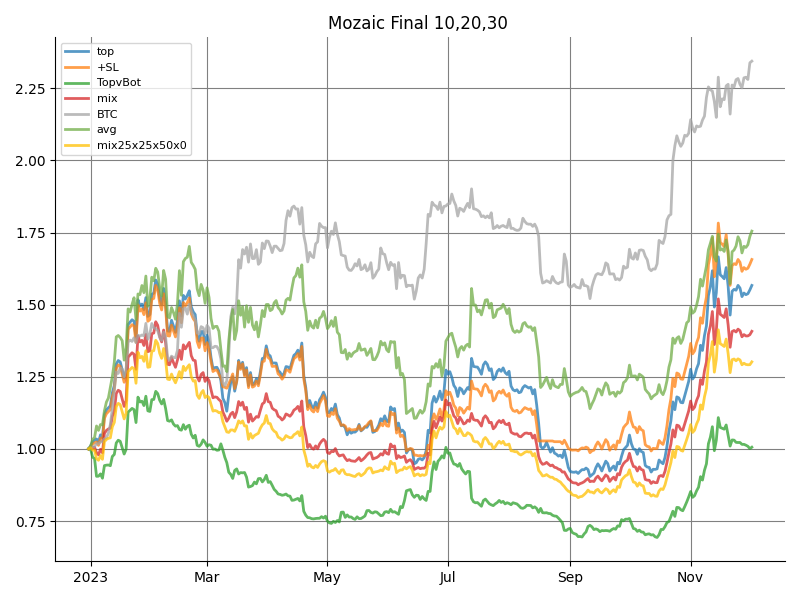 Mozaic Final 10,20,30
top
+SL
TopvBot
mix
BTC
avg
mix25x25x50x0
2.25
2.00
1.75
1.50
1.25
1.00
0.75
2023
Mar
May
Jul
Sep
Nov